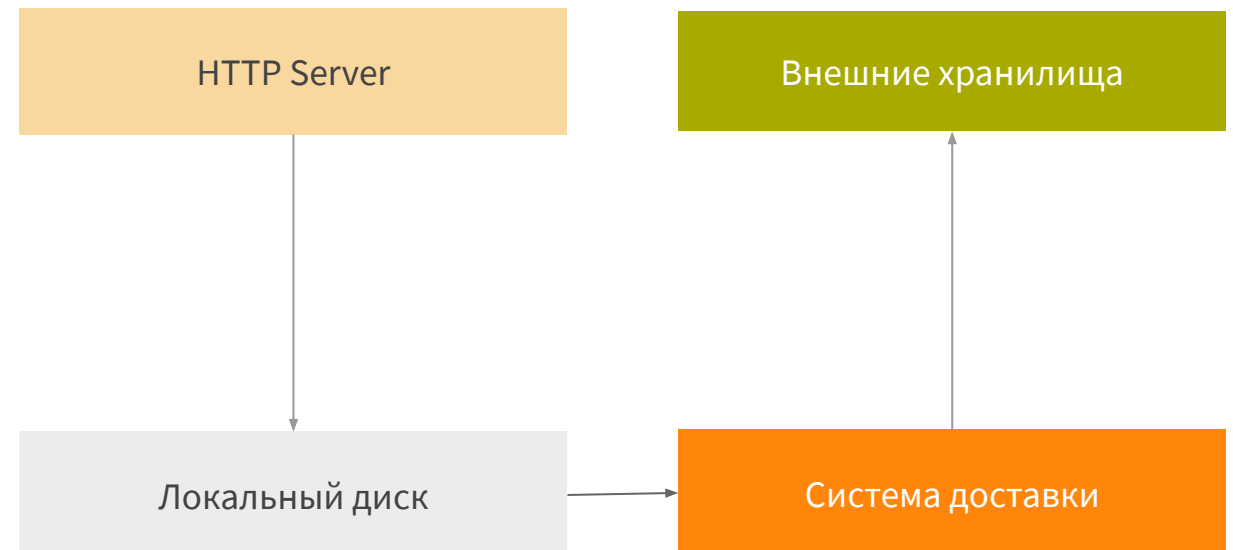 HTTP Server
Внешние хранилища
Локальный диск
Система доставки